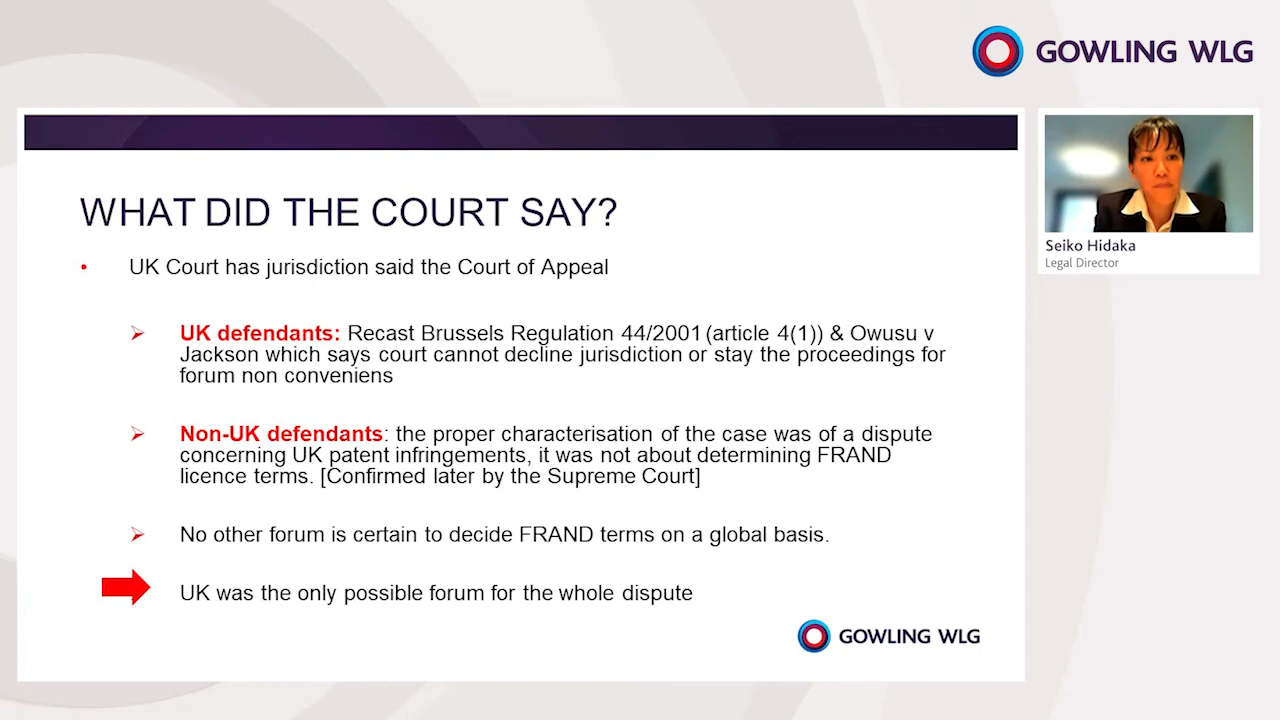 GOWLING WLG
WHAT DID THE COURT SAY?
• UK Court has jurisdiction said the Court of Appeal
UK defendants: Recast Brussels Regulation 44/2001 (article 4(1)) & Owusu v
Jackson which says court cannot decline jurisdiction or stay the proceedings for
forum non conveniens
Non-UK defendants: the proper characterisation of the case was of a dispute
concerning UK patent infringements, it was not about determining FRAND
licence terms. [Confirmed later by the Supreme Court]
No other forum is certain to decide FRAND terms on a global basis.
UK was the only possible forum for the whole dispute
GOWLING WLG
Seiko Hidaka
Legal Director